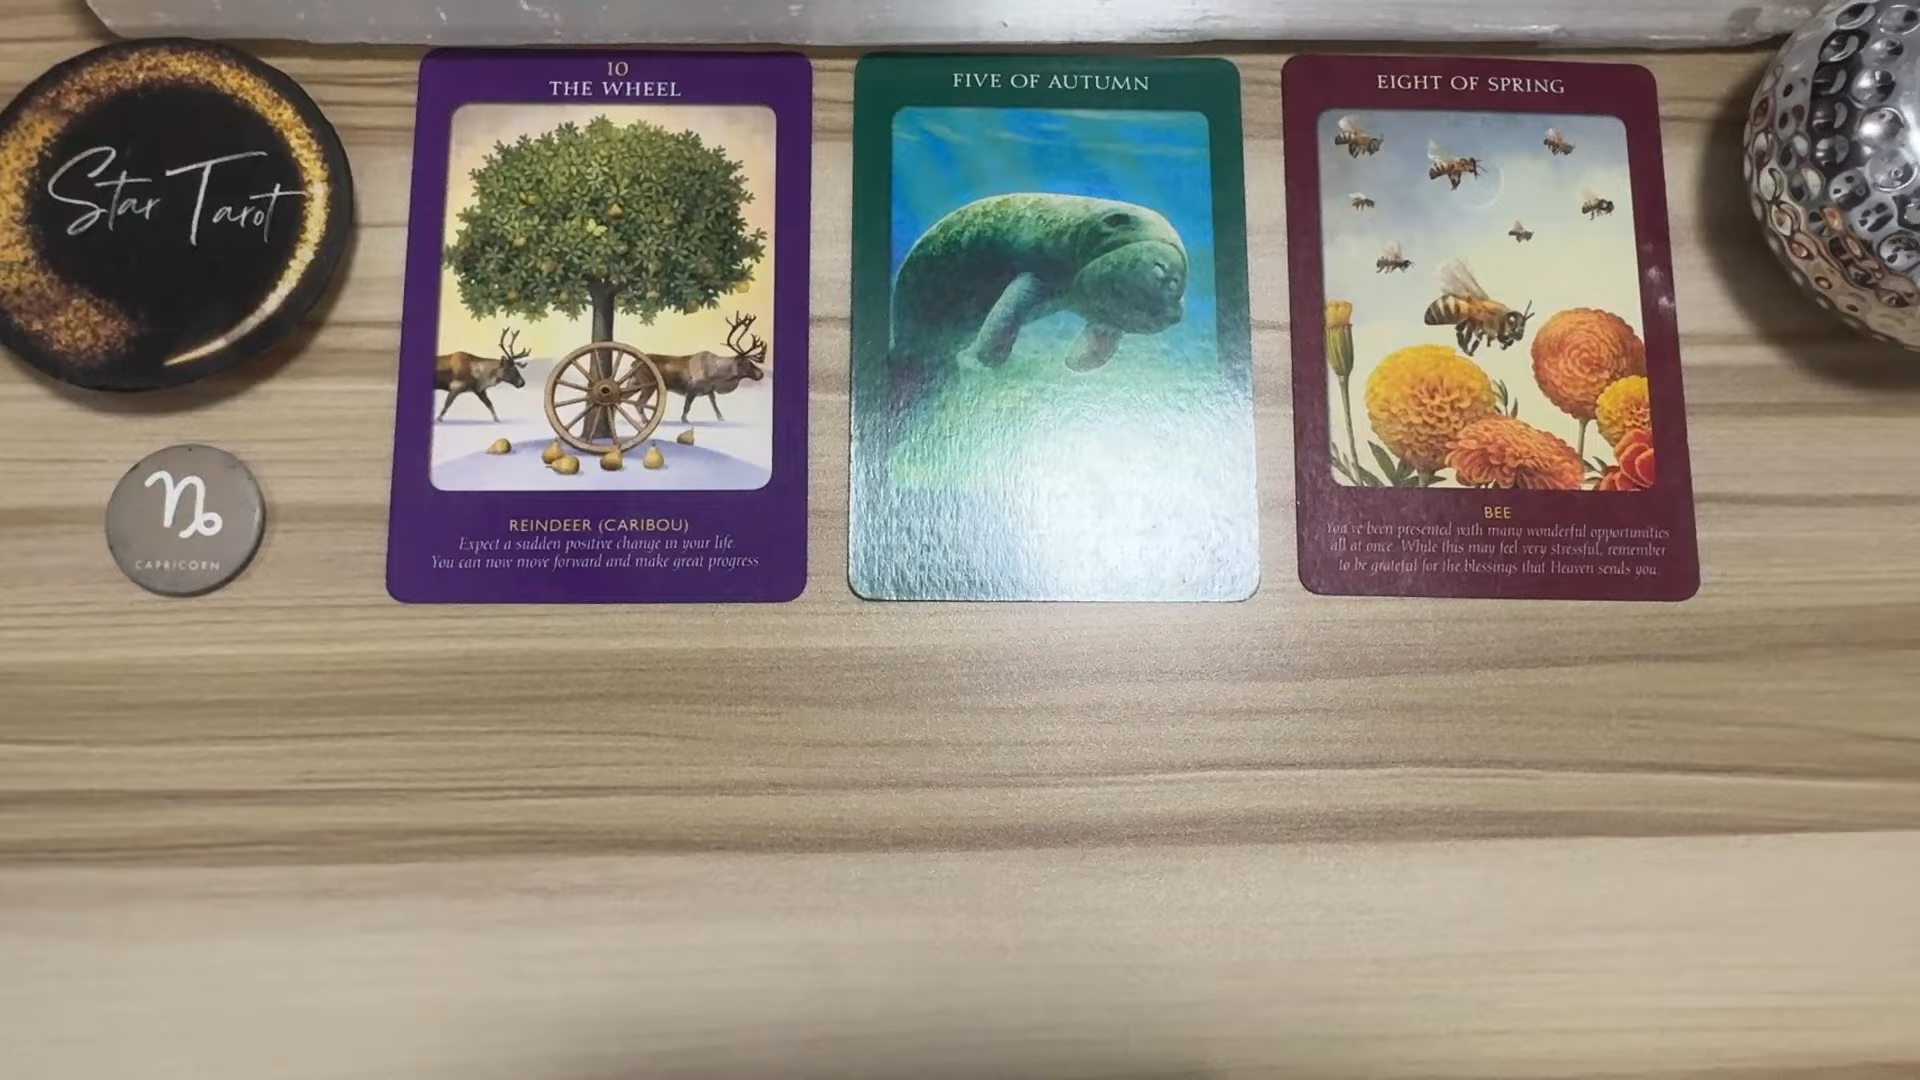 Star Tarot
CAPRICORN
10
THE WHEEL
REINDEER (CARIBOU)
Expect a sudden positive change in your life.
You can now move forward and make great progress.
FIVE OF AUTUMN
EIGHT OF SPRING
BEE
You've been presented with many wonderful opportunities
all at once. While this may feel very stressful, remember
to be grateful for the blessings that Heaven sends you.